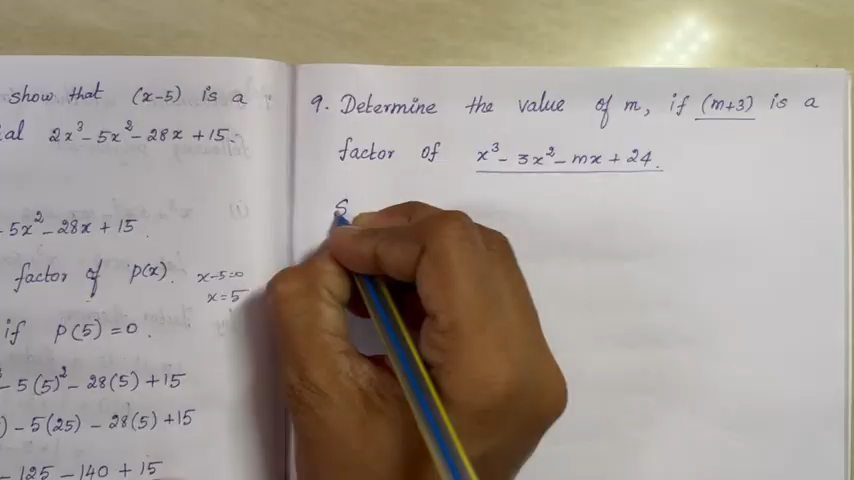 show that (x-5) is a
ial 2x³-5x²-28x+15.
-5x²-28x+15.
factor of p(x). x-5=0
x=5
if p(5)=0.
-5(5)²-28(5)+15
)-5(25)-28(5)+15
-125-140+15
9. Determine the value of m, if (m+3) is a
factor of x³-3x²-mx+24.
S